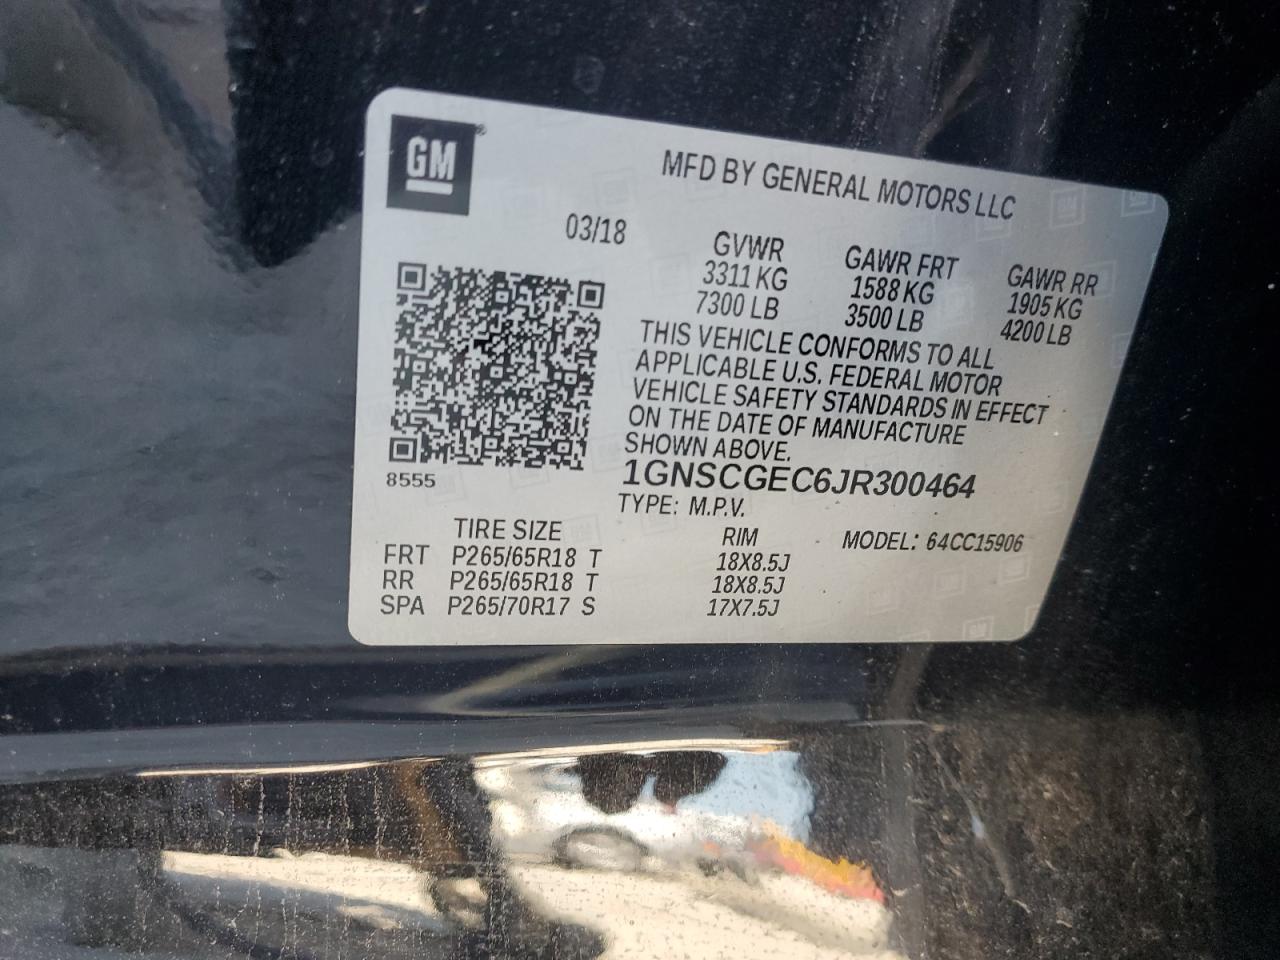 GM
MFD BY GENERAL MOTORS LLC
03/18
GVWR GAWR FRT GAWR RR
3311 KG 1588 KG 1905 KG
7300 LB 3500 LB 4200 LB
THIS VEHICLE CONFORMS TO ALL
APPLICABLE U.S. FEDERAL MOTOR
VEHICLE SAFETY STANDARDS IN EFFECT
ON THE DATE OF MANUFACTURE
SHOWN ABOVE.
8555
1GNSCGEC6JR300464
TYPE: M.P.V.
TIRE SIZE RIM MODEL: 64CC15906
FRT P265/65R18 T 18X8.5J
RR P265/65R18 T 18X8.5J
SPA P265/70R17 S 17X7.5J